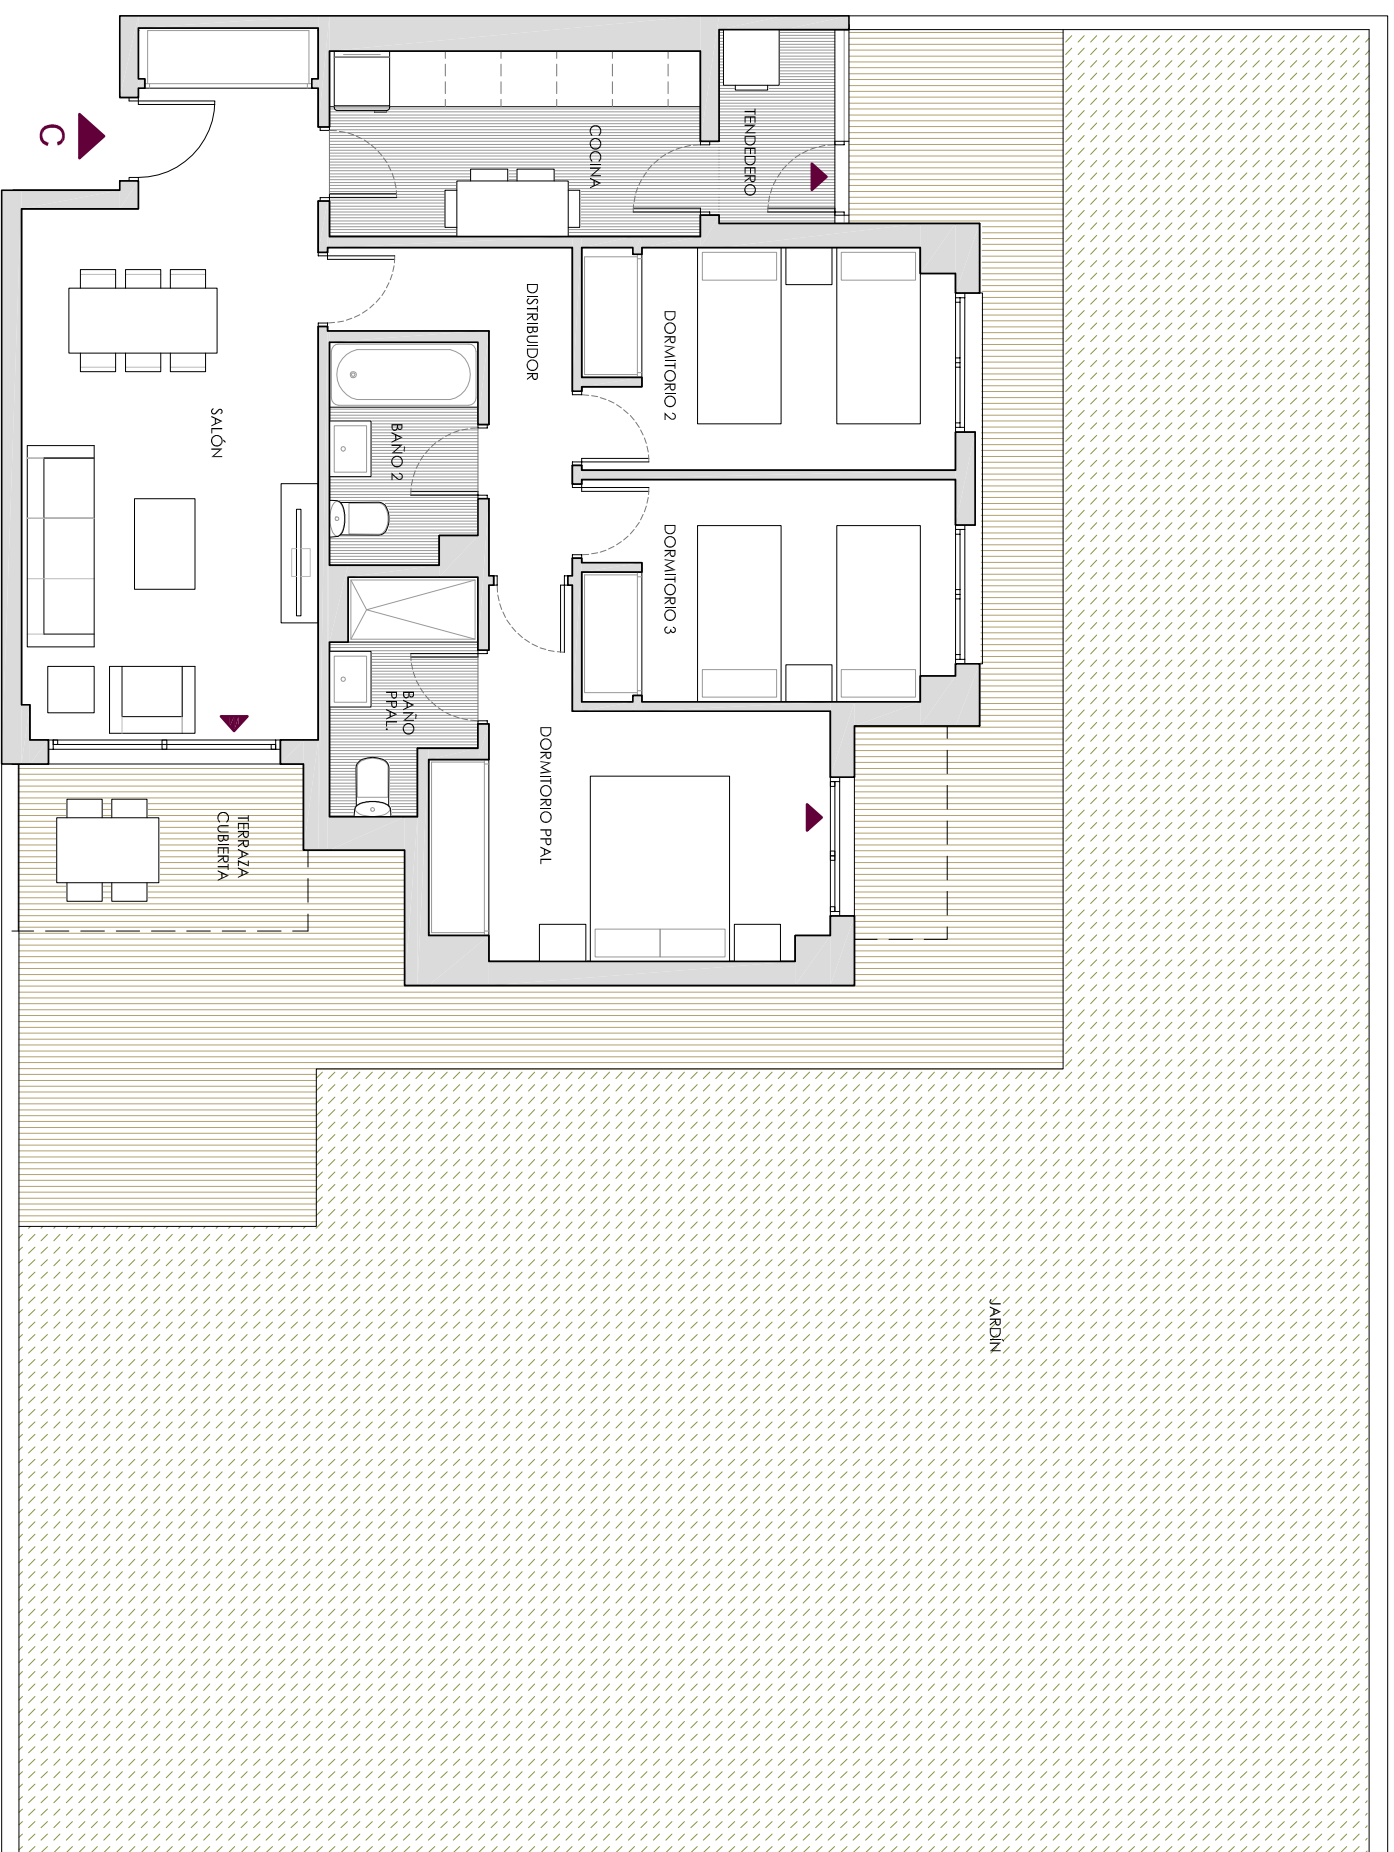 C
COCINA
TENDEDERO
DISTRIBUIDOR
DORMITORIO 2
SALÓN
BAÑO 2
DORMITORIO 3
BAÑO
PPAL.
DORMITORIO PPAL
TERRAZA
CUBIERTA
JARDÍN